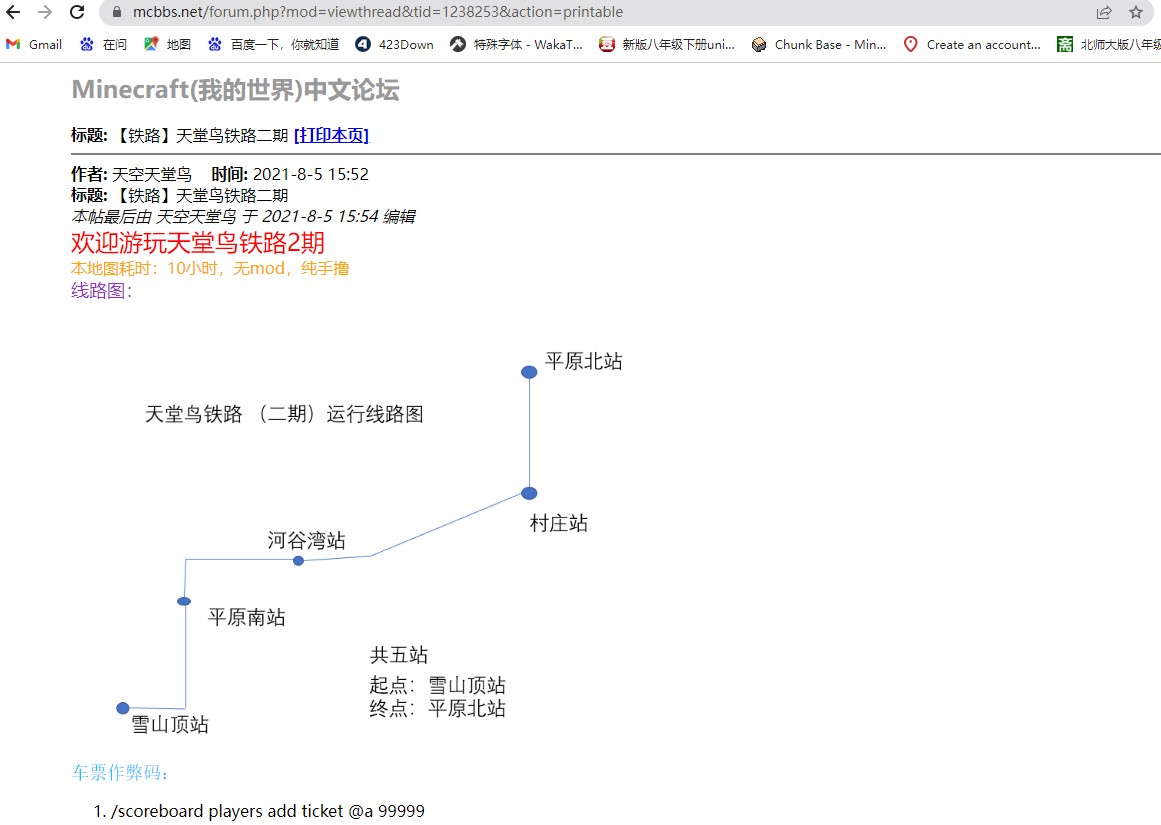 mcbbs.net/forum.php?mod=viewthread&tid=1238253&action=printable
Gmail 在问 地图 百度一下，你就知道 423Down 特殊字体 - WakaT... 新版八年级下册uni... Chunk Base - Min... Create an account... 北师大版八年级
Minecraft(我的世界)中文论坛
标题: 【铁路】天堂鸟铁路二期 [打印本页]
作者: 天空天堂鸟 时间: 2021-8-5 15:52
标题: 【铁路】天堂鸟铁路二期
本帖最后由 天空天堂鸟 于 2021-8-5 15:54 编辑
欢迎游玩天堂鸟铁路2期
本地图耗时：10小时，无mod，纯手撸
线路图：
平原北站
天堂鸟铁路 （二期）运行线路图
村庄站
河谷湾站
平原南站
共五站
起点：雪山顶站
终点：平原北站
雪山顶站
车票作弊码：
1. /scoreboard players add ticket @a 99999